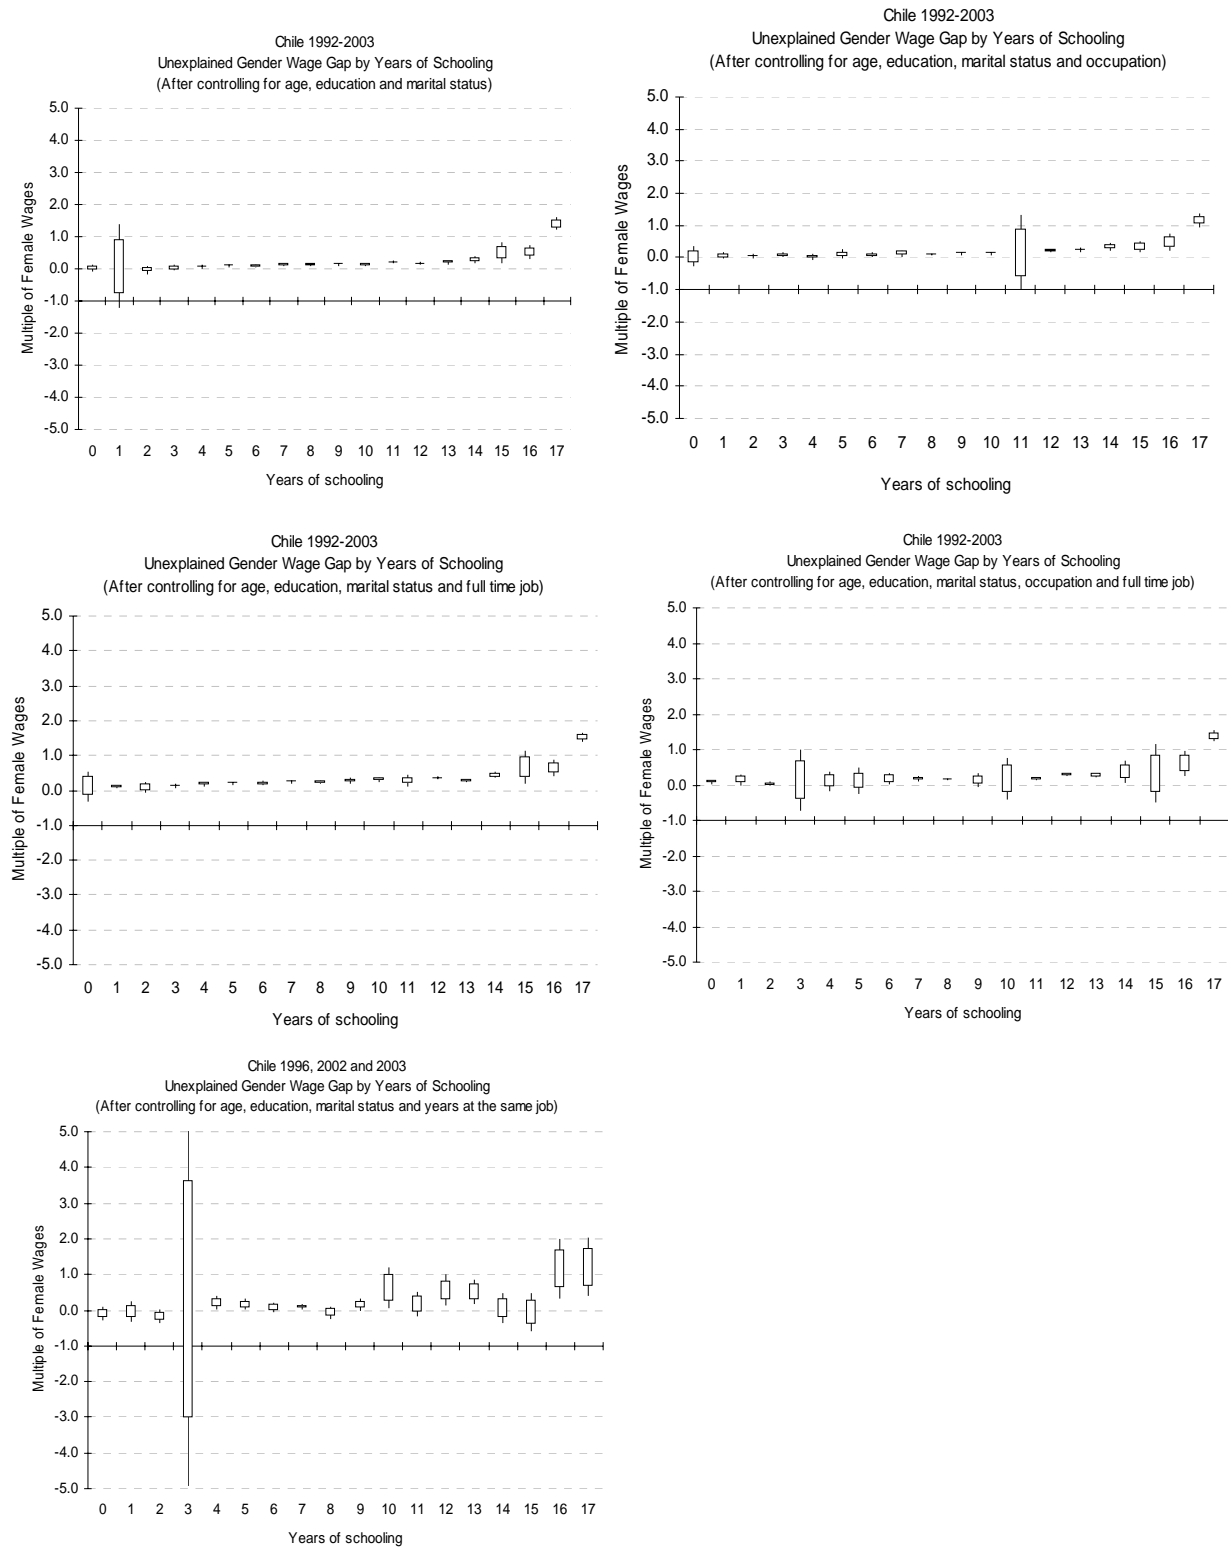 Chile 1992-2003
Unexplained Gender Wage Gap by Years of Schooling
(After controlling for age, education and marital status)
5.0
4.0
3.0
2.0
1.0
0.0
-1.0
-2.0
-3.0
-4.0
-5.0
Multiple of Female Wages
0 1 2 3 4 5 6 7 8 9 10 11 12 13 14 15 16 17
Years of schooling
Chile 1992-2003
Unexplained Gender Wage Gap by Years of Schooling
(After controlling for age, education, marital status and occupation)
5.0
4.0
3.0
2.0
1.0
0.0
-1.0
-2.0
-3.0
-4.0
-5.0
Multiple of Female Wages
0 1 2 3 4 5 6 7 8 9 10 11 12 13 14 15 16 17
Years of schooling
Chile 1992-2003
Unexplained Gender Wage Gap by Years of Schooling
(After controlling for age, education, marital status and full time job)
5.0
4.0
3.0
2.0
1.0
0.0
-1.0
-2.0
-3.0
-4.0
-5.0
Multiple of Female Wages
0 1 2 3 4 5 6 7 8 9 10 11 12 13 14 15 16 17
Years of schooling
Chile 1992-2003
Unexplained Gender Wage Gap by Years of Schooling
(After controlling for age, education, marital status, occupation and full time job)
5.0
4.0
3.0
2.0
1.0
0.0
-1.0
-2.0
-3.0
-4.0
-5.0
Multiple of Female Wages
0 1 2 3 4 5 6 7 8 9 10 11 12 13 14 15 16 17
Years of schooling
Chile 1996, 2002 and 2003
Unexplained Gender Wage Gap by Years of Schooling
(After controlling for age, education, marital status and years at the same job)
5.0
4.0
3.0
2.0
1.0
0.0
-1.0
-2.0
-3.0
-4.0
-5.0
Multiple of Female Wages
0 1 2 3 4 5 6 7 8 9 10 11 12 13 14 15 16 17
Years of schooling